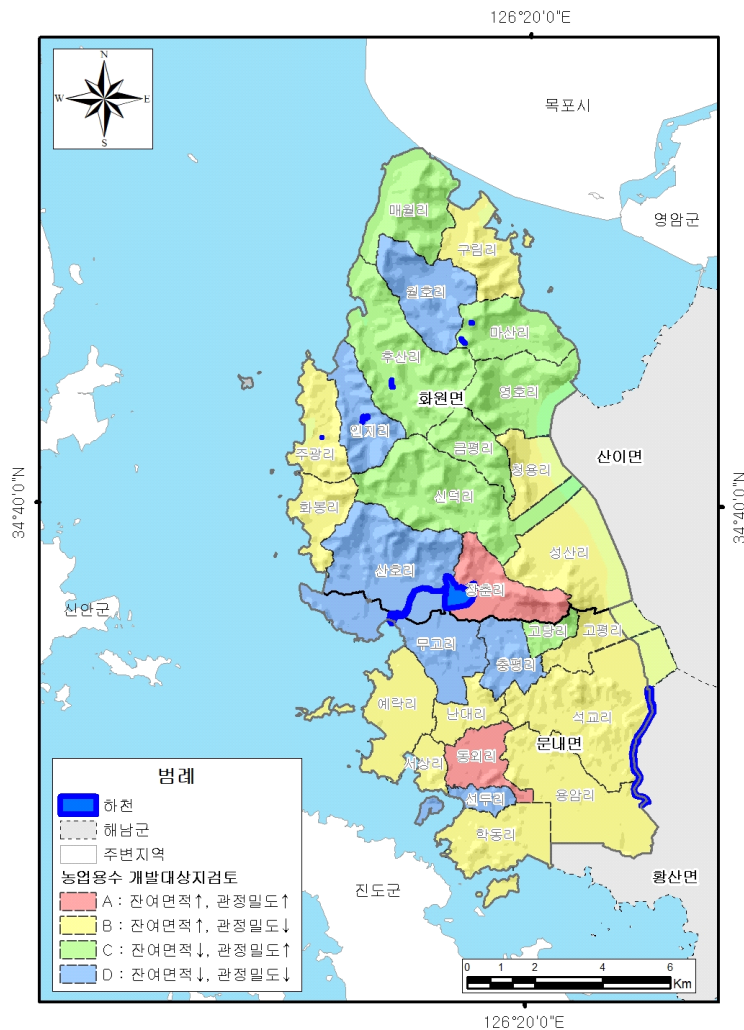 126°20'0"E
N
W
E
S
목포시
영암군
매월리
구림리
월호리
마산리
후산리
영호리
화원면
인지리
금평리
주광리
청용리
산이면
34°40'0"N
34°40'0"N
신덕리
화봉리
성산리
산호리
장춘리
신안군
무고리
고당리
고평리
충평리
예락리
난대리
석교리
동외리
문내면
서상리
선두리
용암리
학동리
황산면
진도군
범례
하천
해남군
주변지역
농업용수 개발대상지검토
A : 잔여면적↑, 관정밀도↑
B : 잔여면적↑, 관정밀도↓
C : 잔여면적↓, 관정밀도↑
D : 잔여면적↓, 관정밀도↓
0 1 2 4 6
Km
126°20'0"E